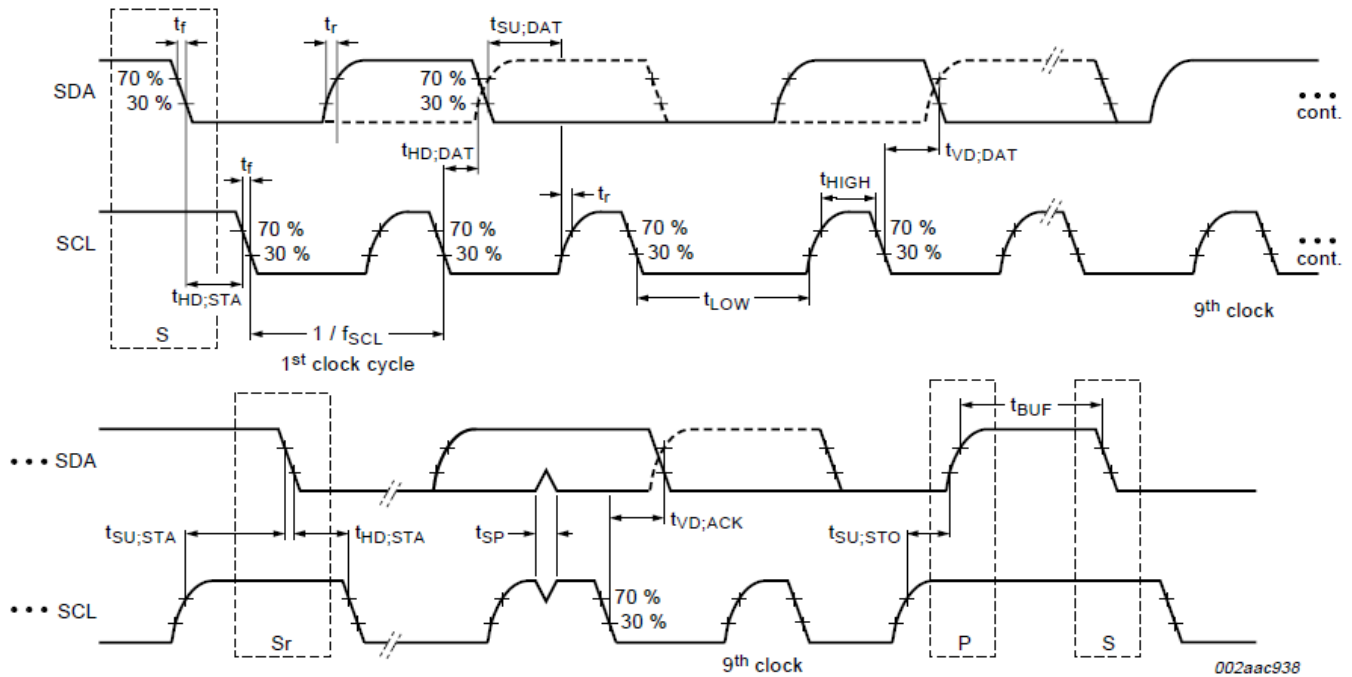 tf tr tSU;DAT
70 % 70 %
SDA
30 % 30 %
• • •
cont.
tHD;DAT tVD;DAT
tf tr tHIGH
70 % 70 % 70 % 70 %
SCL
30 % 30 % 30 % 30 %
• • •
cont.
tHD;STA tLOW
9th clock
S 1 / fSCL
1st clock cycle
tBUF
• • • SDA
tSU;STA tHD;STA tSP tVD;ACK tSU;STO
70 %
• • • SCL
30 %
Sr P S
9th clock
002aac938